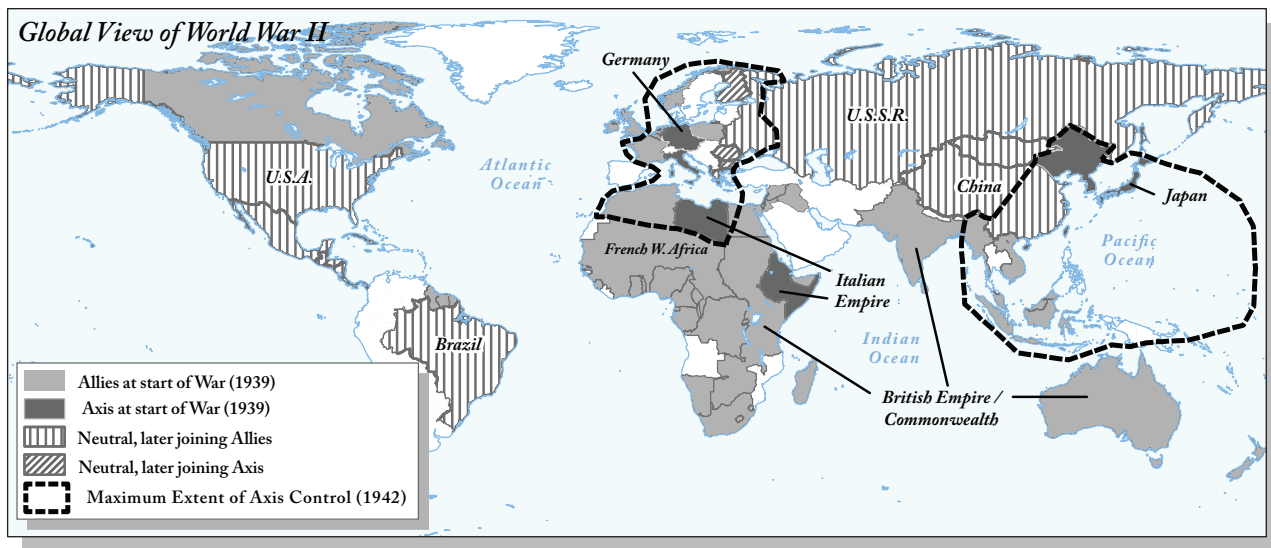 Global View of World War II
Germany
U.S.S.R.
U.S.A.
Atlantic
Ocean
China
Japan
French W. Africa
Pacific
Ocean
Italian
Empire
Brazil
Indian
Ocean
British Empire /
Commonwealth
Allies at start of War (1939)
Axis at start of War (1939)
Neutral, later joining Allies
Neutral, later joining Axis
Maximum Extent of Axis Control (1942)